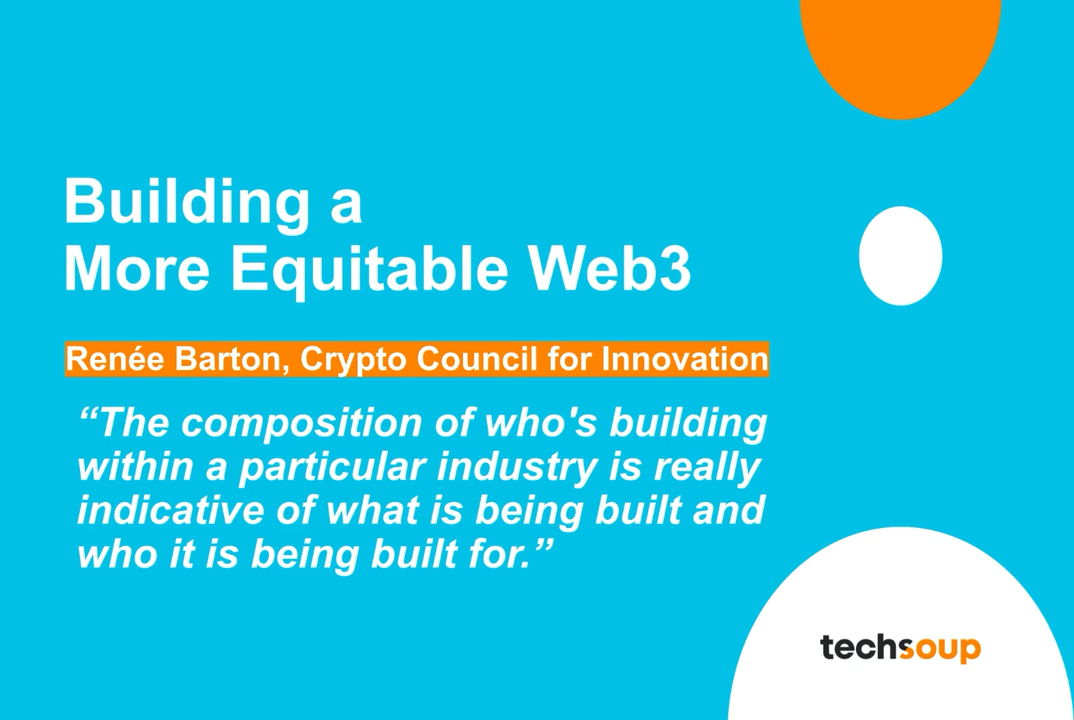 Building a
More Equitable Web3
Renée Barton, Crypto Council for Innovation
“The composition of who's building
within a particular industry is really
indicative of what is being built and
who it is being built for.”
techsoup